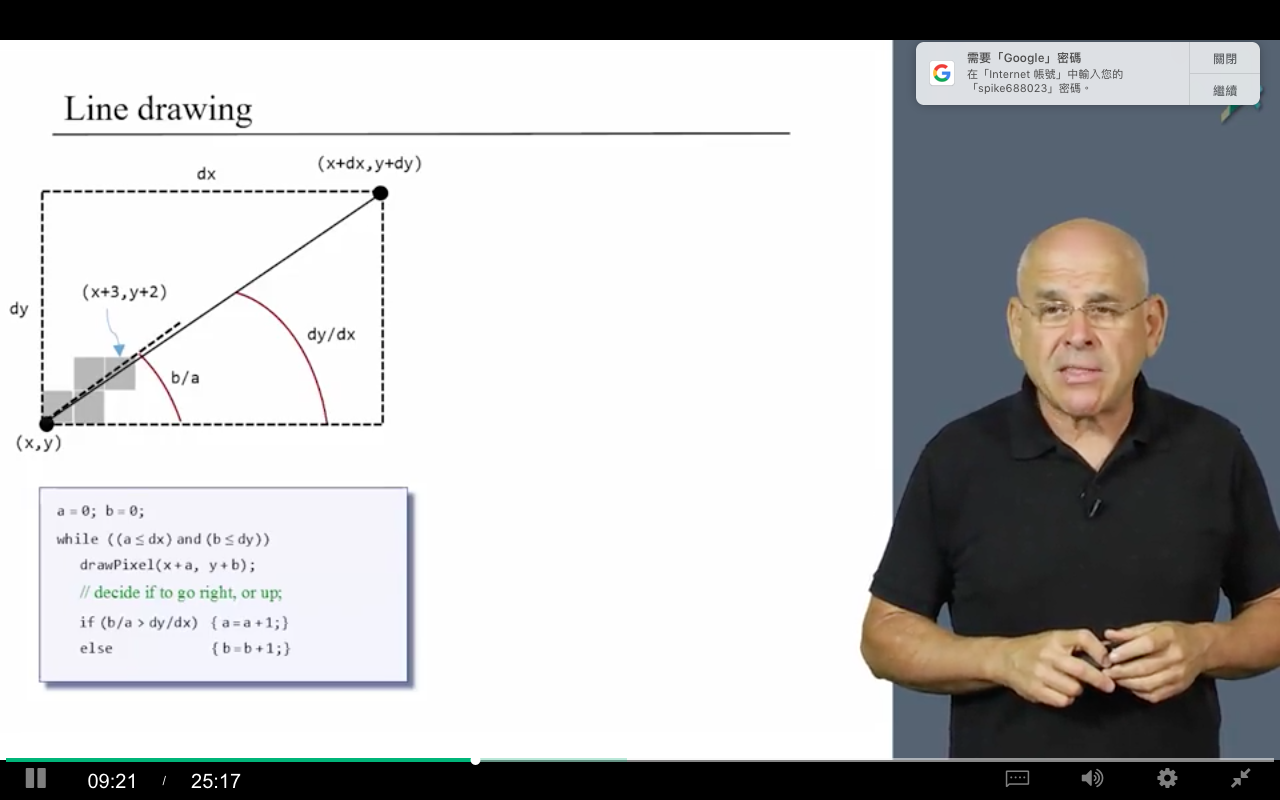 需要「Google」密碼
在「Internet 帳號」中輸入您的
「spike688023」密碼。
關閉
繼續
Line drawing
dx
(x+dx,y+dy)
(x+3,y+2)
dy
dy/dx
b/a
(x,y)
a = 0; b = 0;
while ((a ≤ dx) and (b ≤ dy))
drawPixel(x + a, y + b);
// decide if to go right, or up;
if (b/a > dy/dx) { a = a + 1;}
else { b = b + 1;}
09:21 / 25:17